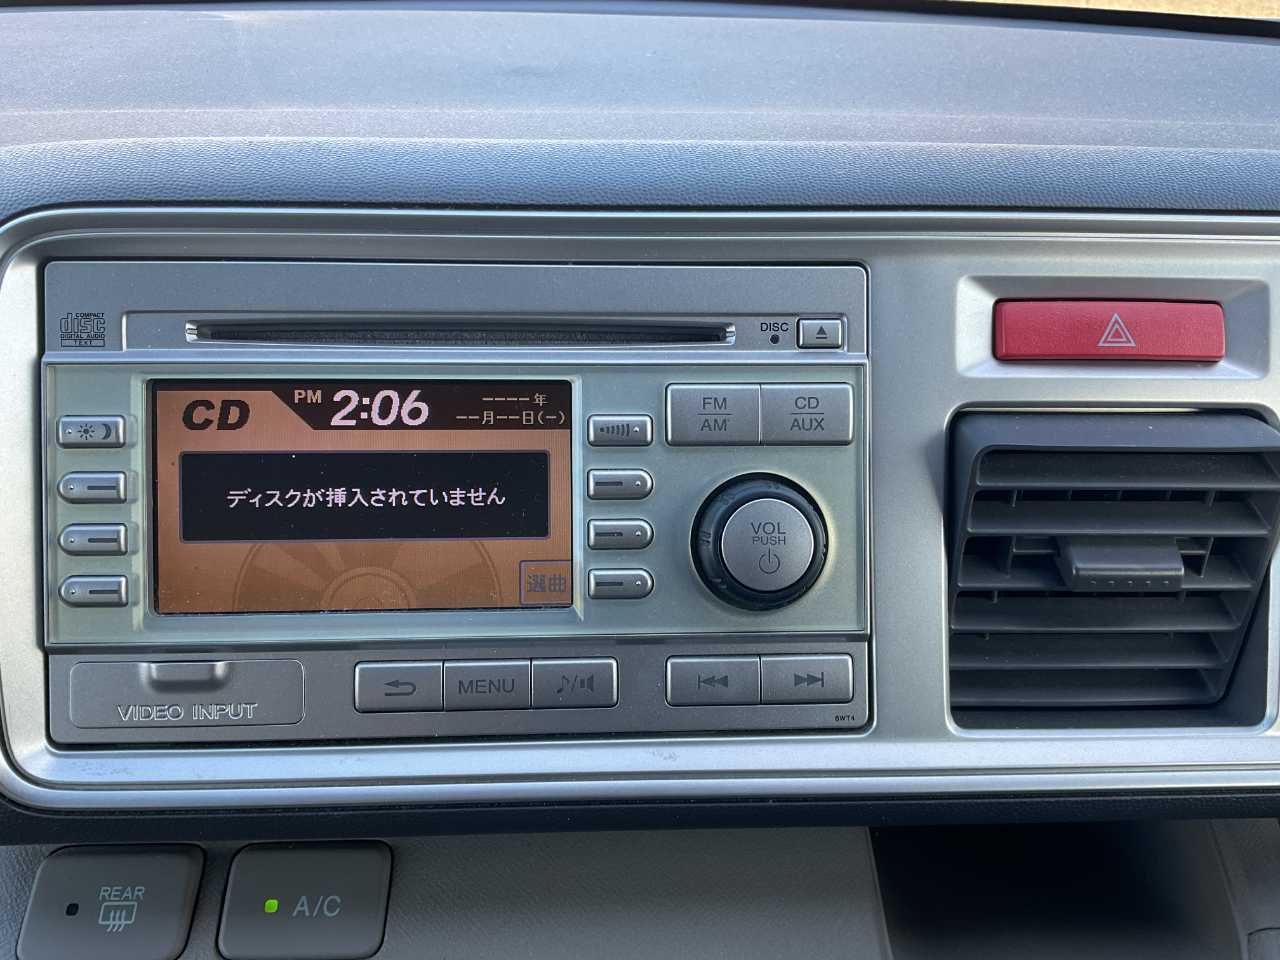 COMPACT
disc
DIGITAL AUDIO
TEXT
DISC
CD
PM 2:06
----年
--月--日(-)
ディスクが挿入されていません
選曲
FM
AM
CD
AUX
VOL
PUSH
VIDEO INPUT
MENU
6WT4
REAR
A/C